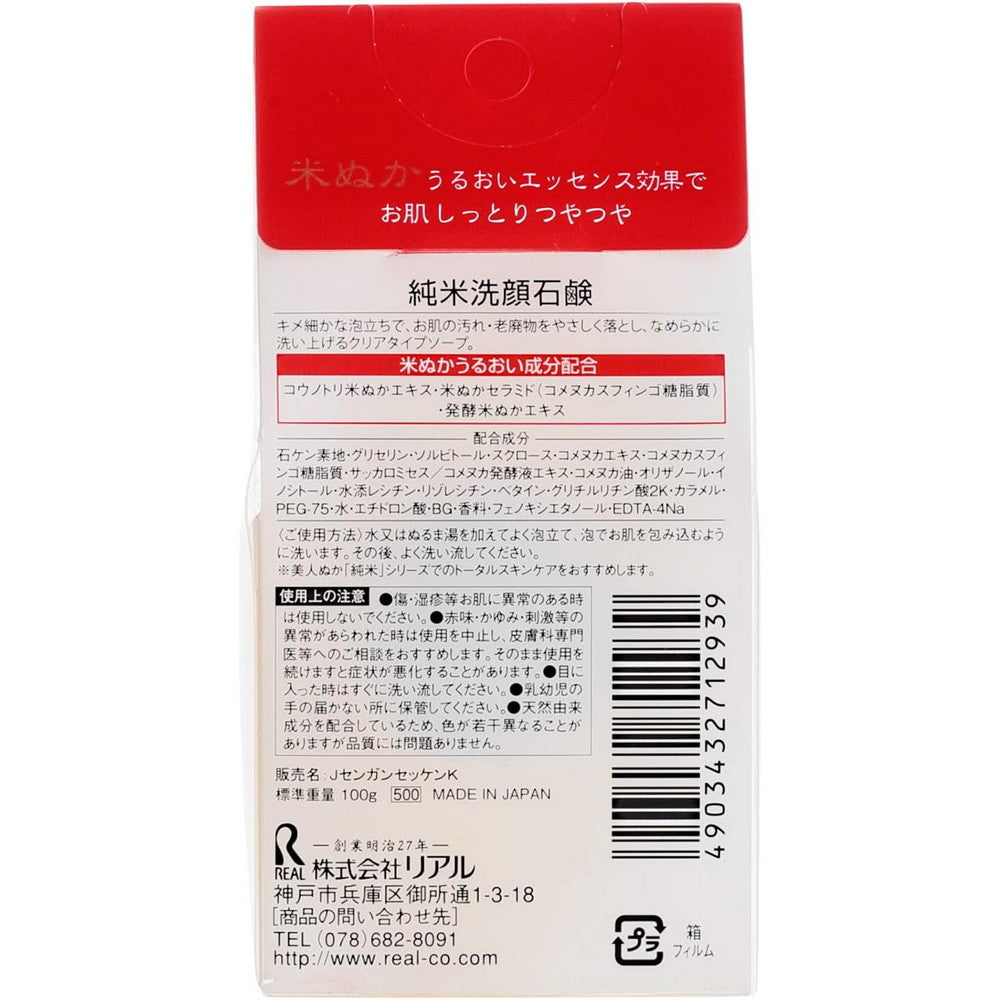 米ぬかうるおいエッセンス効果で
お肌しっとりつやつや
純米洗顔石鹸
キメ細かな泡立ちで、お肌の汚れ・老廃物をやさしく落とし、なめらかに
洗い上げるクリアタイプソープ。
米ぬかうるおい成分配合
コウノトリ米ぬかエキス・米ぬかセラミド(コメヌカスフィンゴ糖脂質)
・発酵米ぬかエキス
配合成分
石ケン素地・グリセリン・ソルビトール・スクロース・コメヌカエキス・コメヌカスフィ
ンゴ糖脂質・サッカロミセス/コメヌカ発酵液エキス・コメヌカ油・オリザノール・イ
ノシトール・水添レシチン・リゾレシチン・ベタイン・グリチルリチン酸2K・カラメル・
PEG-75・水・エチドロン酸・BG・香料・フェノキシエタノール・EDTA-4Na
〈ご使用方法〉水又はぬるま湯を加えてよく泡立て、泡でお肌を包み込むよう
に洗います。その後、よく洗い流してください。
※美人ぬか「純米」シリーズでのトータルスキンケアをおすすめします。
使用上の注意 ●傷・湿疹等お肌に異常のある時
は使用しないでください。●赤味・かゆみ・刺激等の
異常があらわれた時は使用を中止し、皮膚科専門
医等へのご相談をおすすめします。そのまま使用を
続けますと症状が悪化することがあります。●目に
入った時はすぐに洗い流してください。●乳幼児の
手の届かない所に保管してください。●天然由来
成分を配合しているため、色が若干異なることが
ありますが品質には問題ありません。
4903432712939
販売名:JセンガンセッケンK
標準重量 100g 500 MADE IN JAPAN
R
REAL
―創業明治27年―
株式会社リアル
神戸市兵庫区御所通1-3-18
[商品の問い合わせ先]
TEL (078)682-8091
http://www.real-co.com
プラ
箱
フィルム